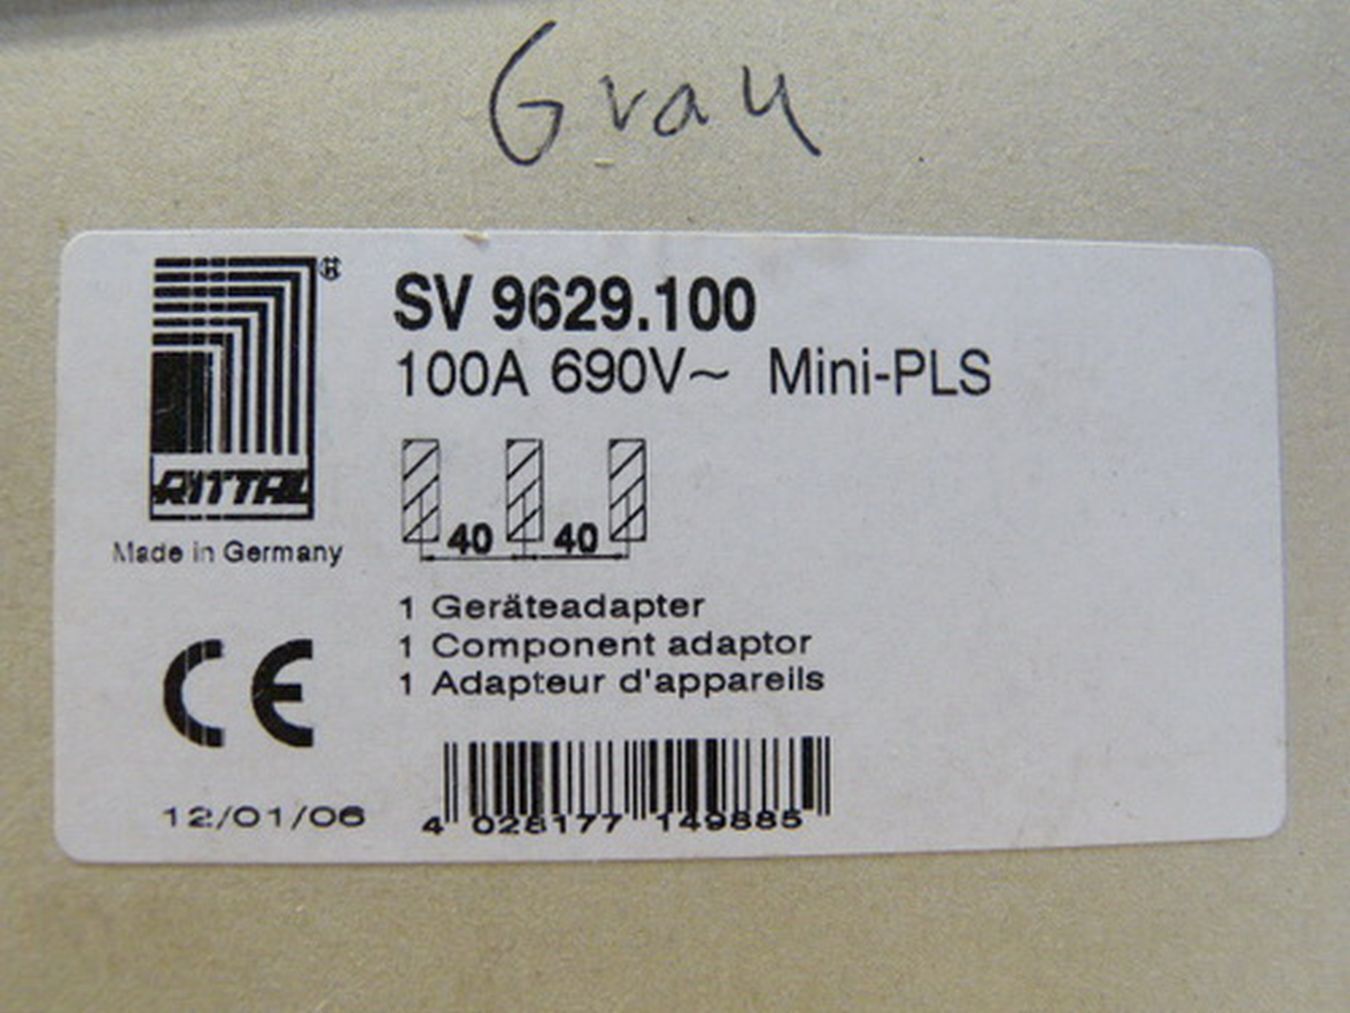 Gray
SV 9629.100
100A 690V~ Mini-PLS
RITTAL ®
Made in Germany
40 40
1 Geräteadapter
1 Component adaptor
1 Adapteur d'appareils
CE
12/01/06
4 028177 149885